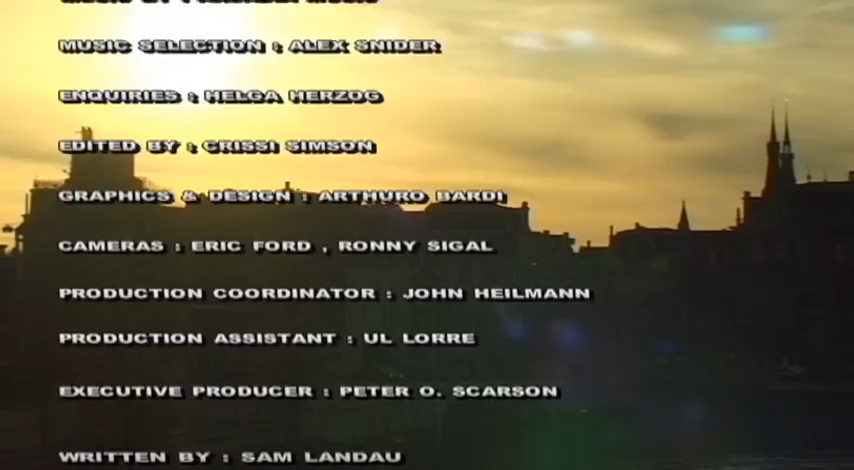 MUSIC SELECTION : ALEX SNIDER
ENQUIRIES : HELGA HERZOG
EDITED BY : CRISSI SIMSON
GRAPHICS & DESIGN : ARTHURO BARDI
CAMERAS : ERIC FORD , RONNY SIGAL
PRODUCTION COORDINATOR : JOHN HEILMANN
PRODUCTION ASSISTANT : UL LORRE
EXECUTIVE PRODUCER : PETER O. SCARSON
WRITTEN BY : SAM LANDAU